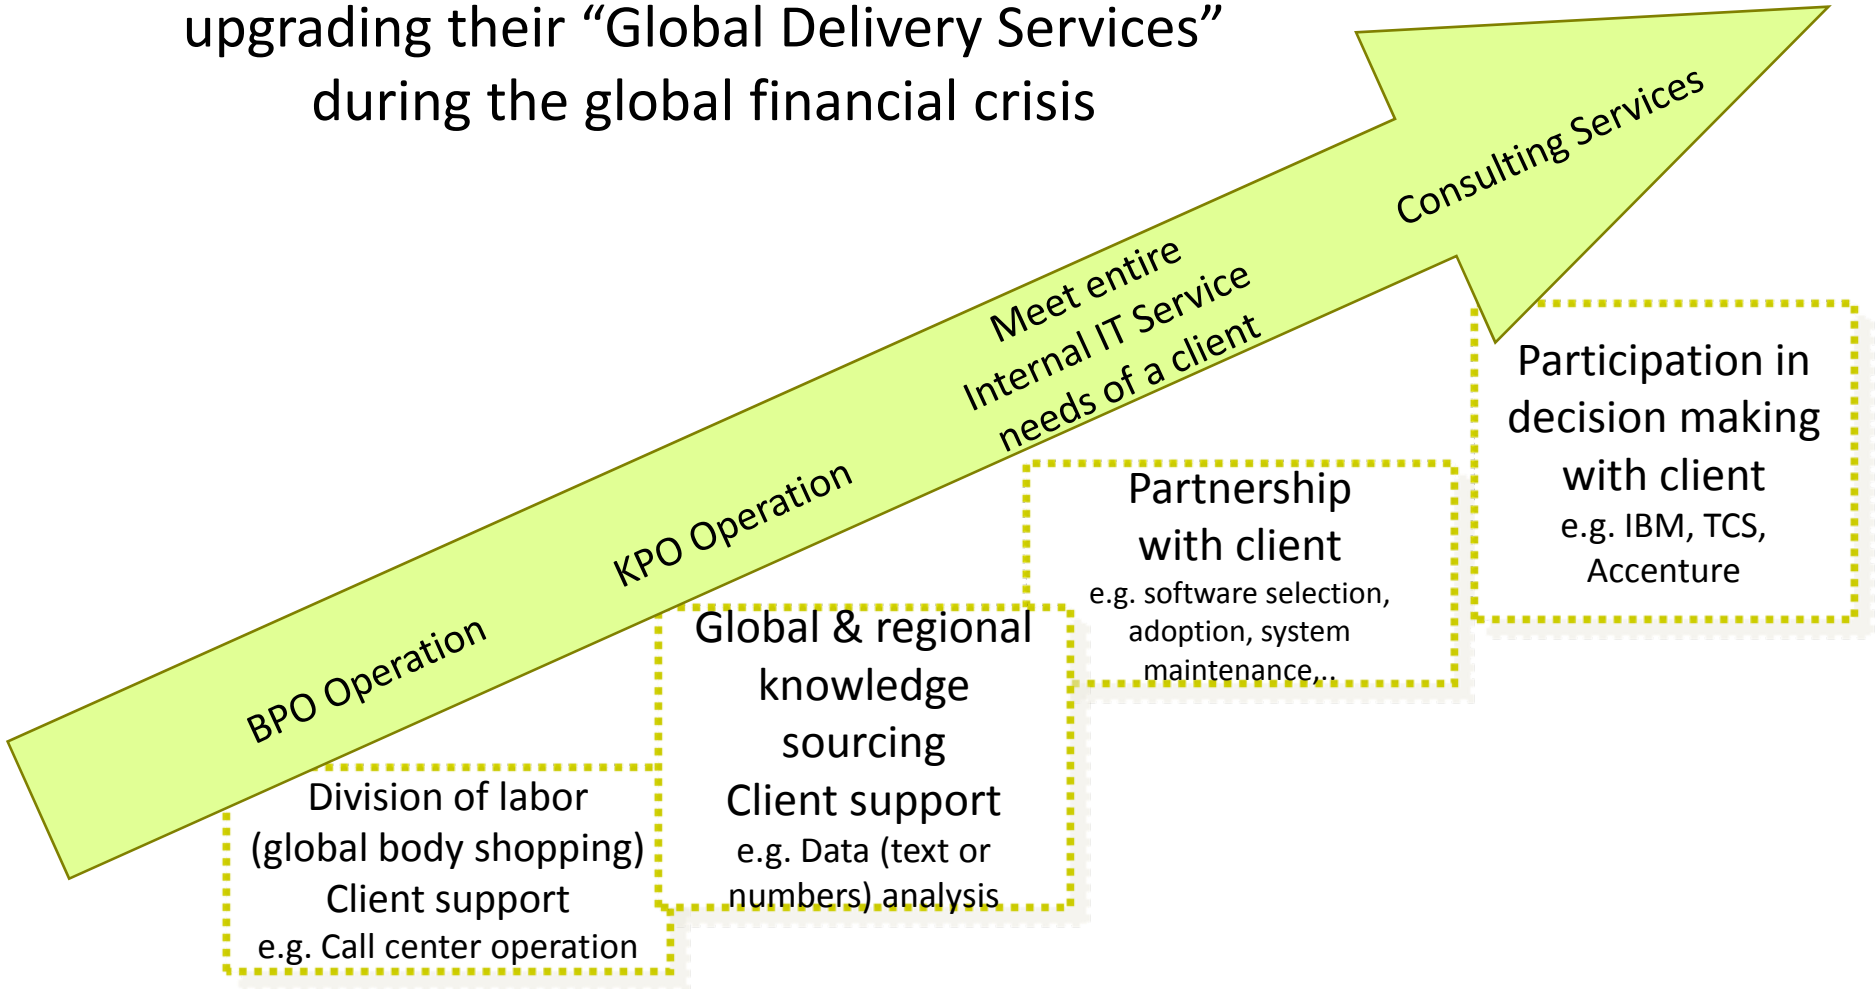 upgrading their “Global Delivery Services”
during the global financial crisis
Consulting Services
Meet entire
Internal IT Service
needs of a client
KPO Operation
BPO Operation
Participation in
decision making
with client
e.g. IBM, TCS,
Accenture
Partnership
with client
e.g. software selection,
adoption, system
maintenance,..
Global & regional
knowledge
sourcing
Client support
e.g. Data (text or
numbers) analysis
Division of labor
(global body shopping)
Client support
e.g. Call center operation